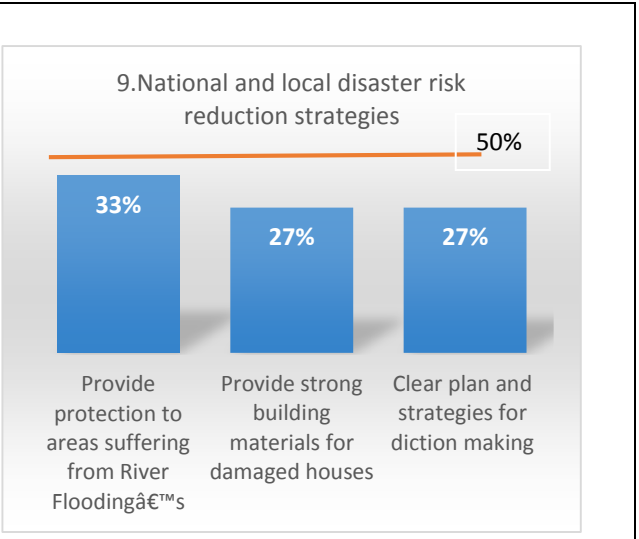 9.National and local disaster risk
reduction strategies
50%
33%
27%
27%
Provide
protection to
areas suffering
from River
Floodingâ€™s
Provide strong
building
materials for
damaged houses
Clear plan and
strategies for
diction making